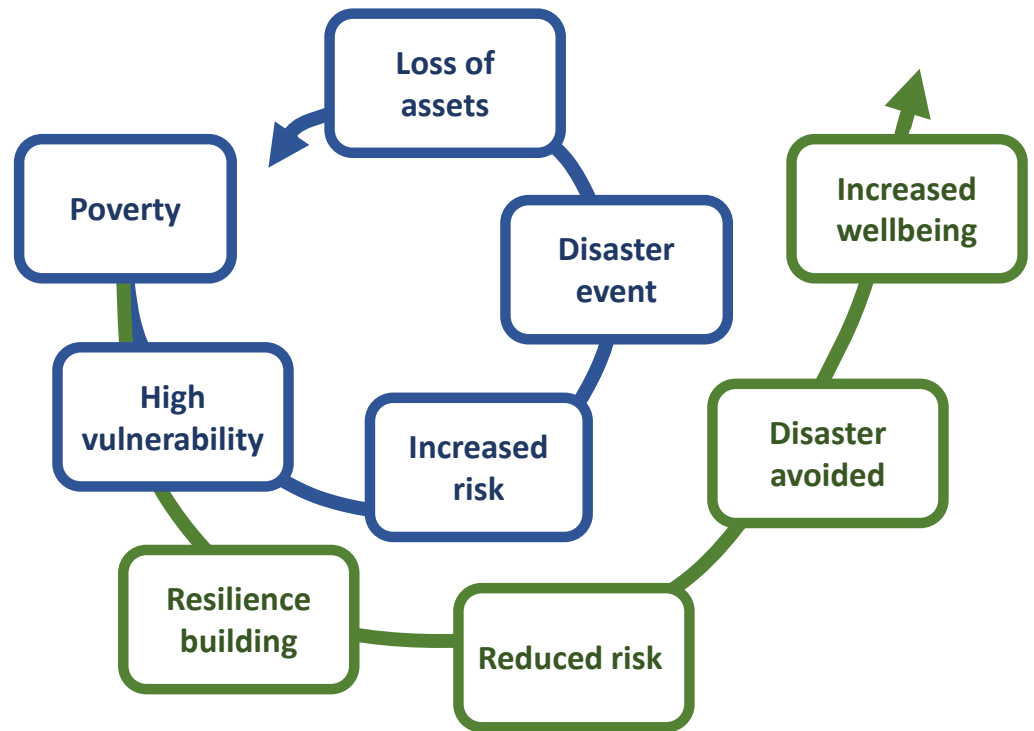 Loss of
assets
Poverty
Increased
wellbeing
Disaster
event
High
vulnerability
Increased
risk
Disaster
avoided
Resilience
building
Reduced risk